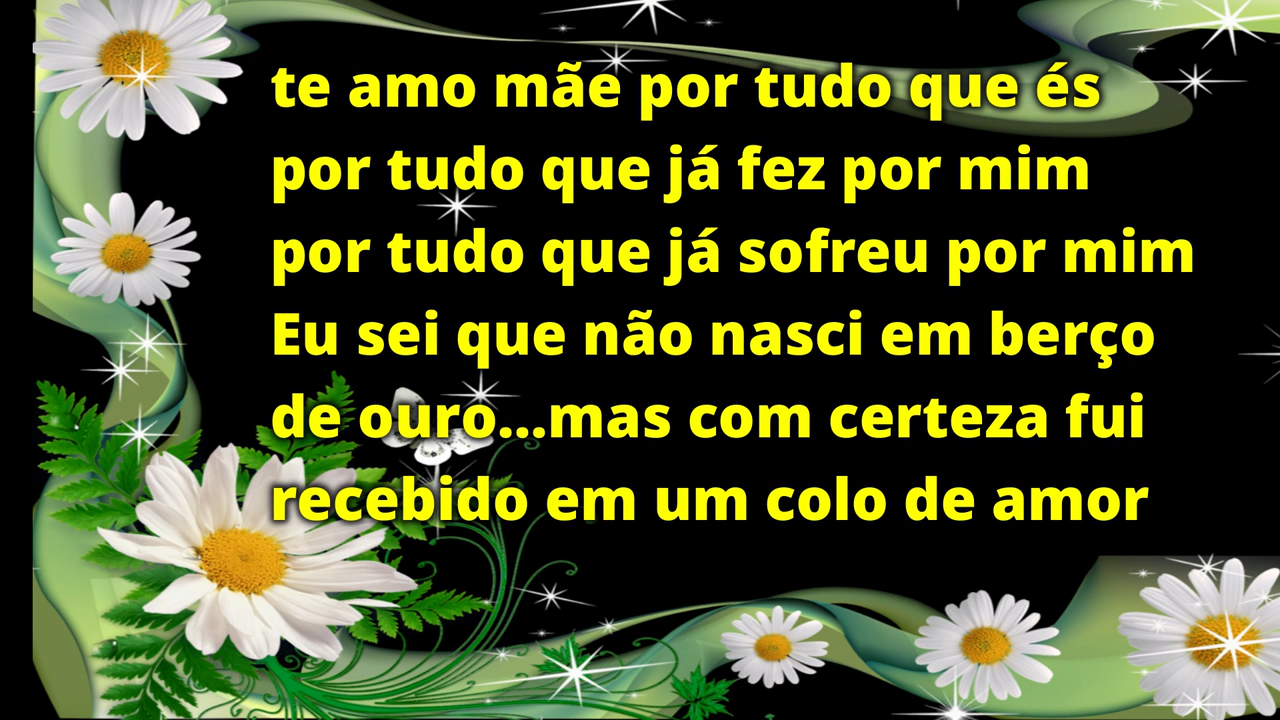 te amo mãe por tudo que és
por tudo que já fez por mim
por tudo que já sofreu por mim
Eu sei que não nasci em berço
de ouro...mas com certeza fui
recebido em um colo de amor